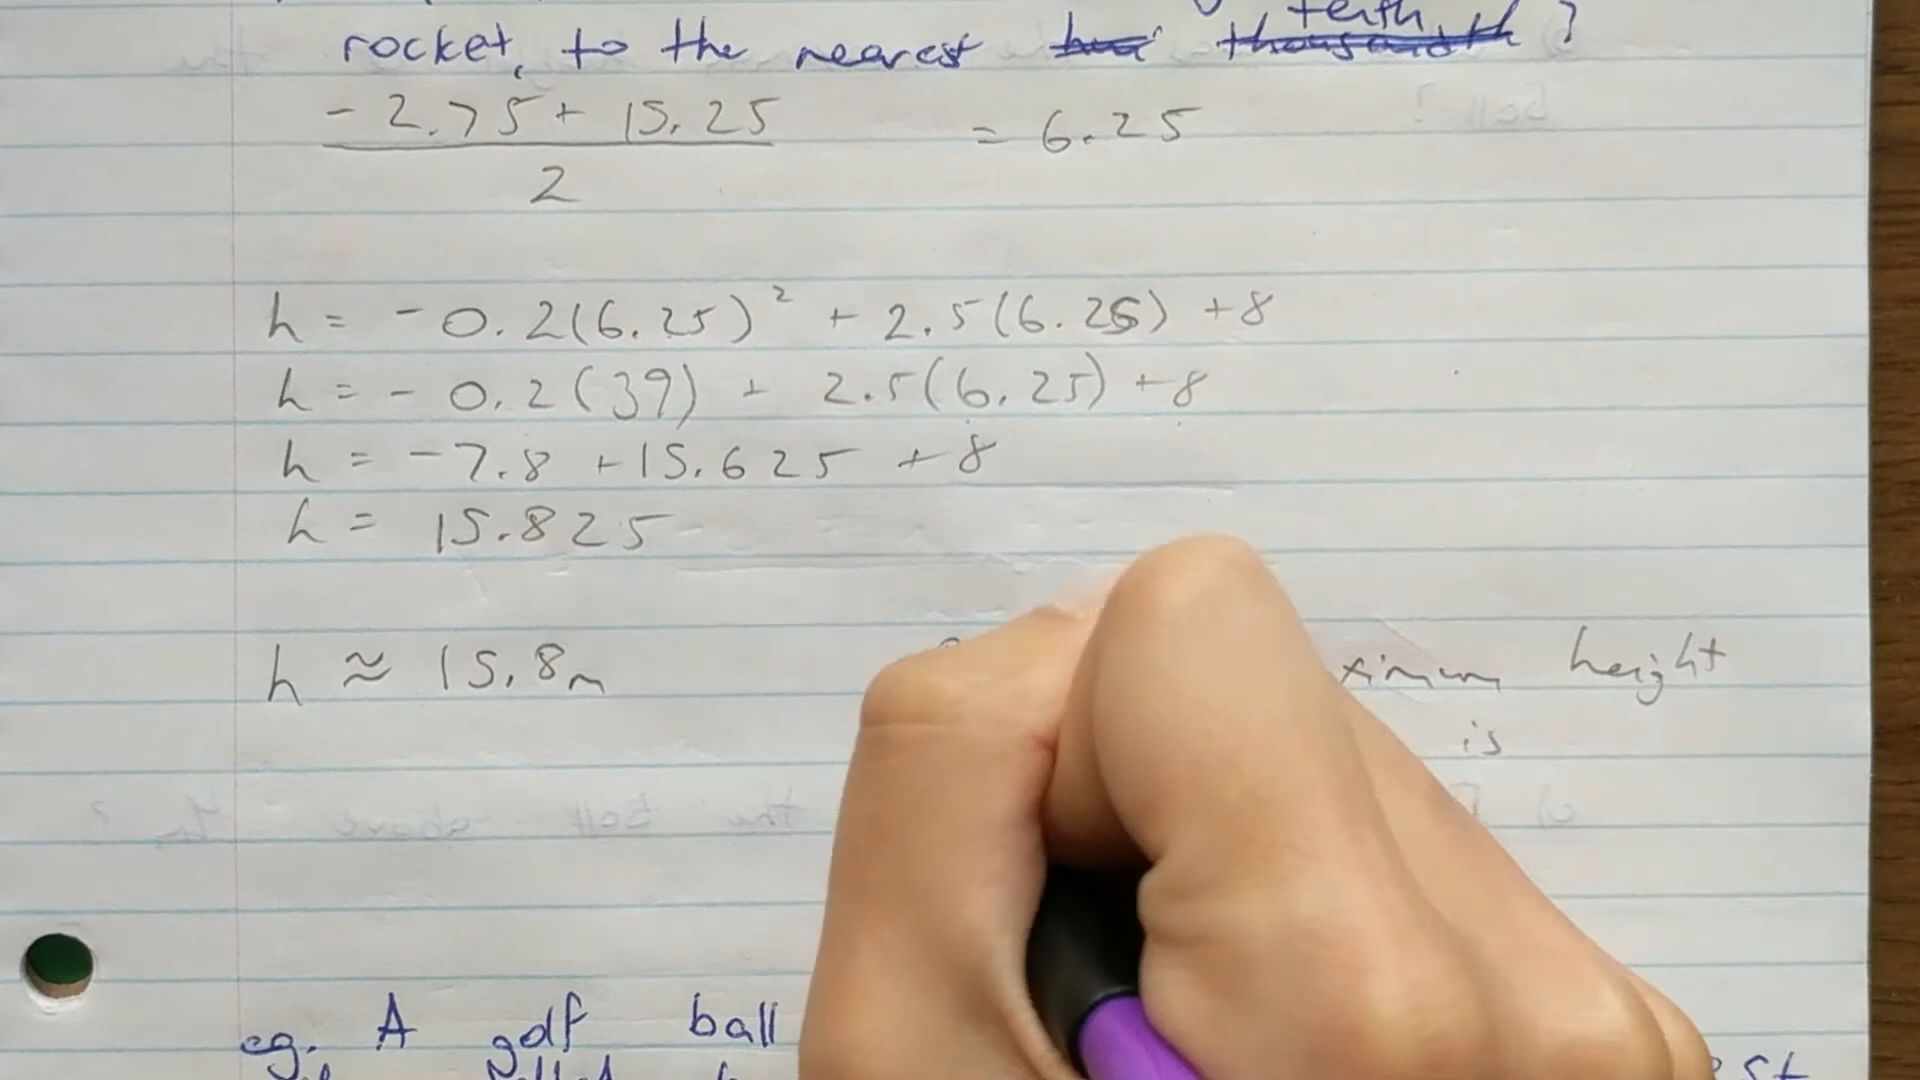 tenth
rocket, to the nearest thousandth ?
- 2.75 + 15.25 = 6.25
2
h = - 0.2(6.25)² + 2.5(6.25) + 8
h = - 0.2(39) + 2.5(6.25) + 8
h = - 7.8 + 15.625 + 8
h = 15.825
h ≈ 15.8m ximum height
is
eg. A golf ball